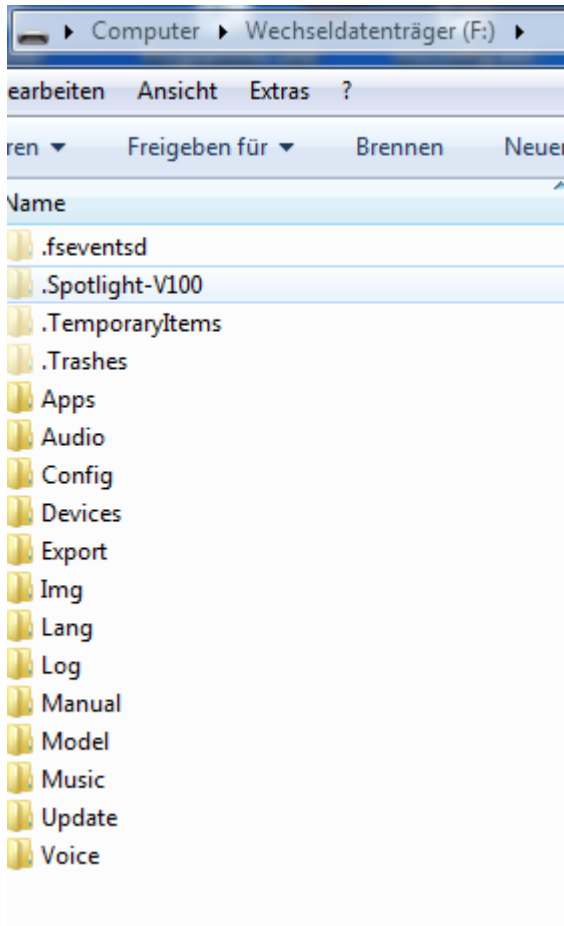 Computer Wechseldatenträger (F:)
earbeiten Ansicht Extras ?
ren Freigeben für Brennen Neuer
Name
.fseventsd
.Spotlight-V100
.TemporaryItems
.Trashes
Apps
Audio
Config
Devices
Export
Img
Lang
Log
Manual
Model
Music
Update
Voice